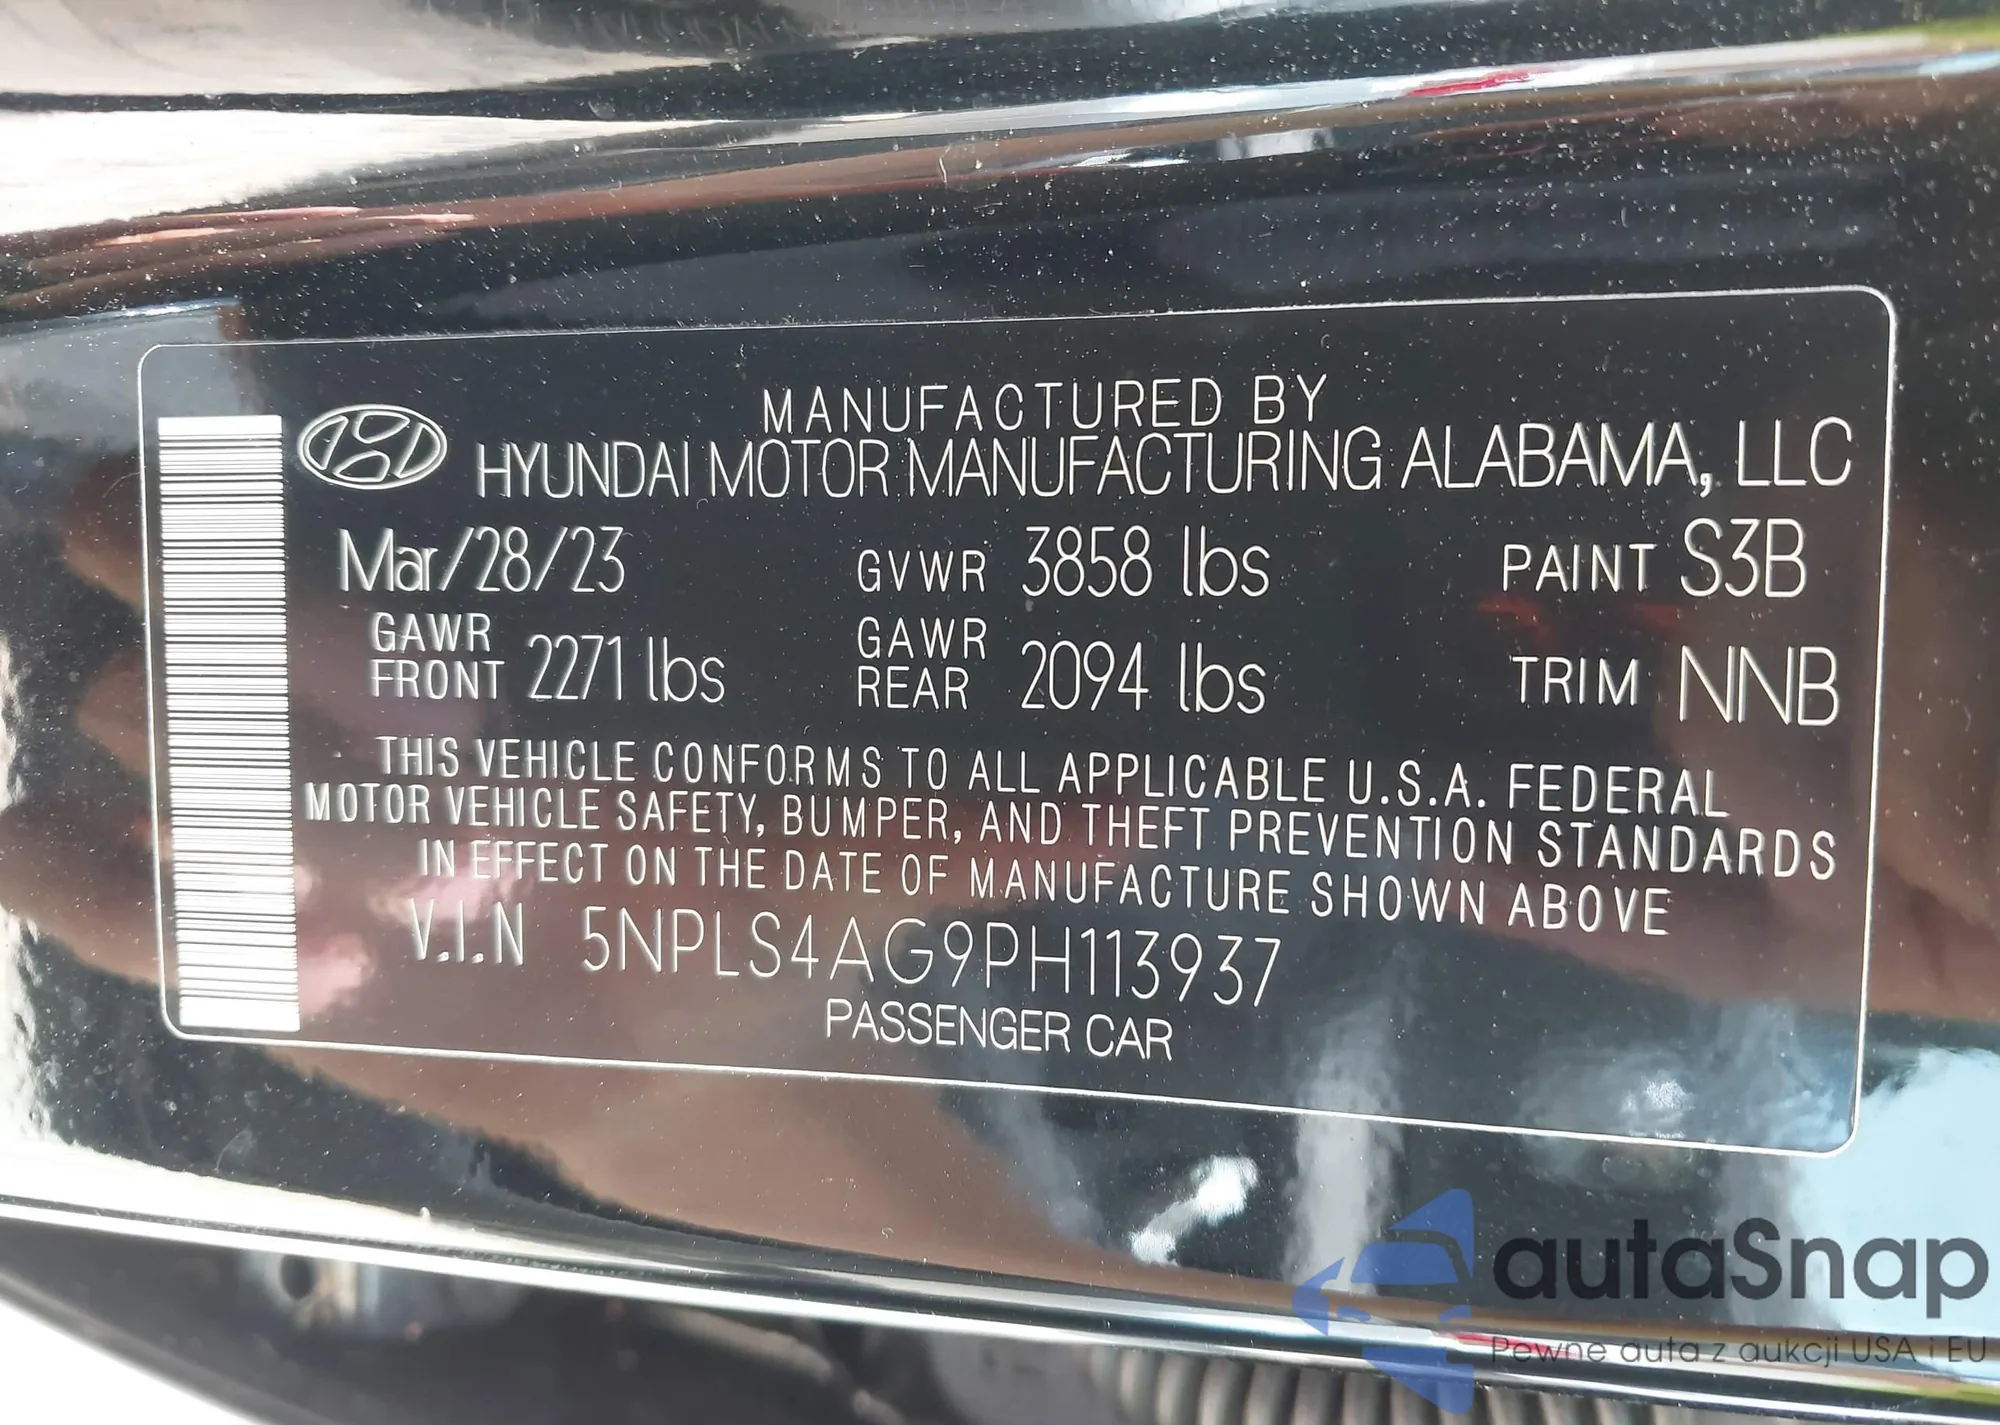 MANUFACTURED BY
HYUNDAI MOTOR MANUFACTURING ALABAMA, LLC
Mar/28/23 GVWR 3858 lbs PAINT S3B
GAWR FRONT 2271 lbs GAWR REAR 2094 lbs TRIM NNB
THIS VEHICLE CONFORMS TO ALL APPLICABLE U.S.A. FEDERAL
MOTOR VEHICLE SAFETY, BUMPER, AND THEFT PREVENTION STANDARDS
IN EFFECT ON THE DATE OF MANUFACTURE SHOWN ABOVE
V.I.N 5NPLS4AG9PH113937
PASSENGER CAR
autaSnap
Pewne auta z aukcji USA i EU